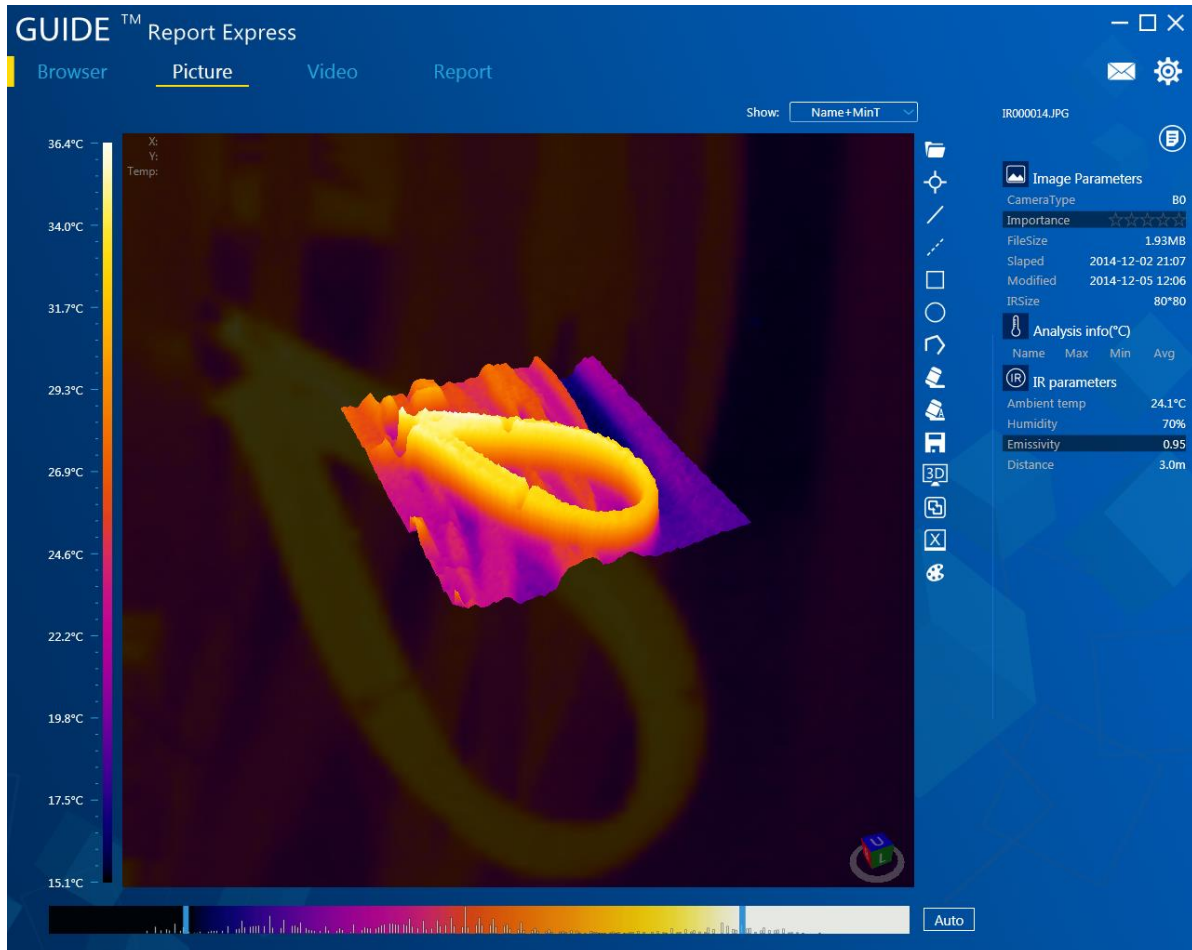 GUIDE TM Report Express
Browser Picture Video Report
Show: Name+MinT
IR000014.JPG
36.4°C
34.0°C
31.7°C
29.3°C
26.9°C
24.6°C
22.2°C
19.8°C
17.5°C
15.1°C
X:
Y:
Temp:
3D
X
A
U
L
Image Parameters
CameraType B0
Importance
FileSize 1.93MB
Slaped 2014-12-02 21:07
Modified 2014-12-05 12:06
IRSize 80*80
Analysis info(°C)
Name Max Min Avg
IR IR parameters
Ambient temp 24.1°C
Humidity 70%
Emissivity 0.95
Distance 3.0m
Auto